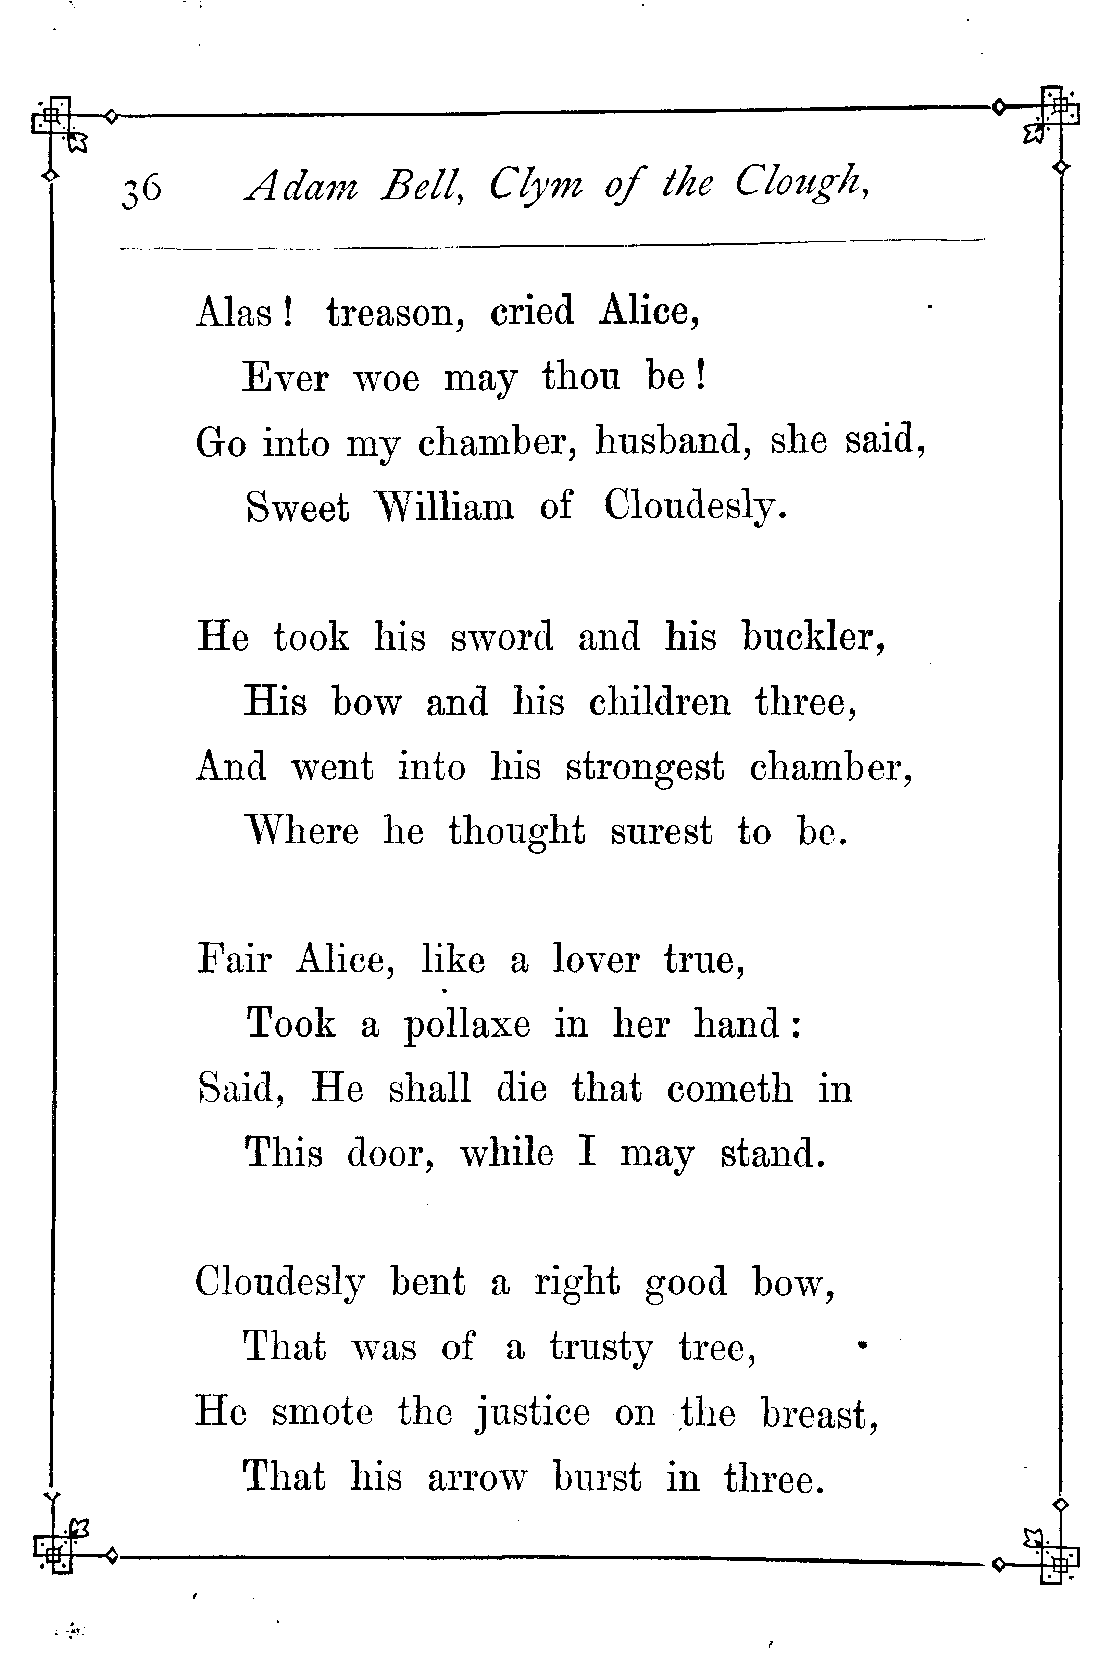 36 Adam Bell, Clym of the Clough,
Alas! treason, cried Alice,
Ever woe may thou be!
Go into my chamber, husband, she said,
Sweet William of Cloudesly.
He took his sword and his buckler,
His bow and his children three,
And went into his strongest chamber,
Where he thought surest to be.
Fair Alice, like a lover true,
Took a pollaxe in her hand:
Said, He shall die that cometh in
This door, while I may stand.
Cloudesly bent a right good bow,
That was of a trusty tree,
He smote the justice on the breast,
That his arrow burst in three.